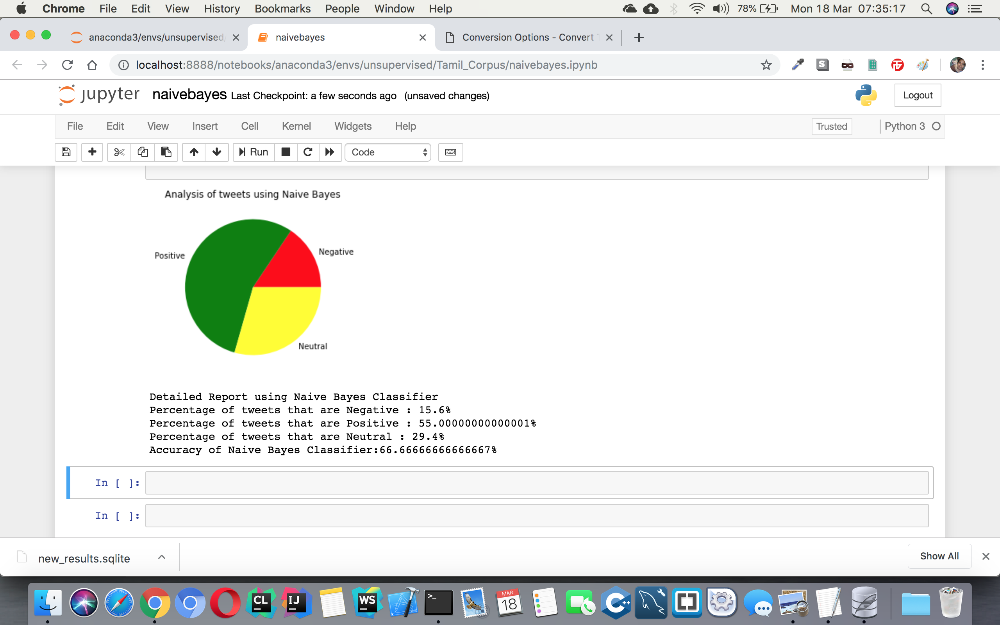 Chrome File Edit View History Bookmarks People Window Help 78% Mon 18 Mar 07:35:17
anaconda3/envs/unsupervised/ naivebayes Conversion Options - Convert
localhost:8888/notebooks/anaconda3/envs/unsupervised/Tamil_Corpus/naivebayes.ipynb
jupyter naivebayes Last Checkpoint: a few seconds ago (unsaved changes) Logout
File Edit View Insert Cell Kernel Widgets Help Trusted Python 3
Run Code
Analysis of tweets using Naive Bayes
Negative
Positive
Neutral
Detailed Report using Naive Bayes Classifier
Percentage of tweets that are Negative : 15.6%
Percentage of tweets that are Positive : 55.00000000000001%
Percentage of tweets that are Neutral : 29.4%
Accuracy of Naive Bayes Classifier:66.66666666666667%
In [ ]:
In [ ]:
new_results.sqlite Show All
CL IJ WS >_ MAR 18 C++